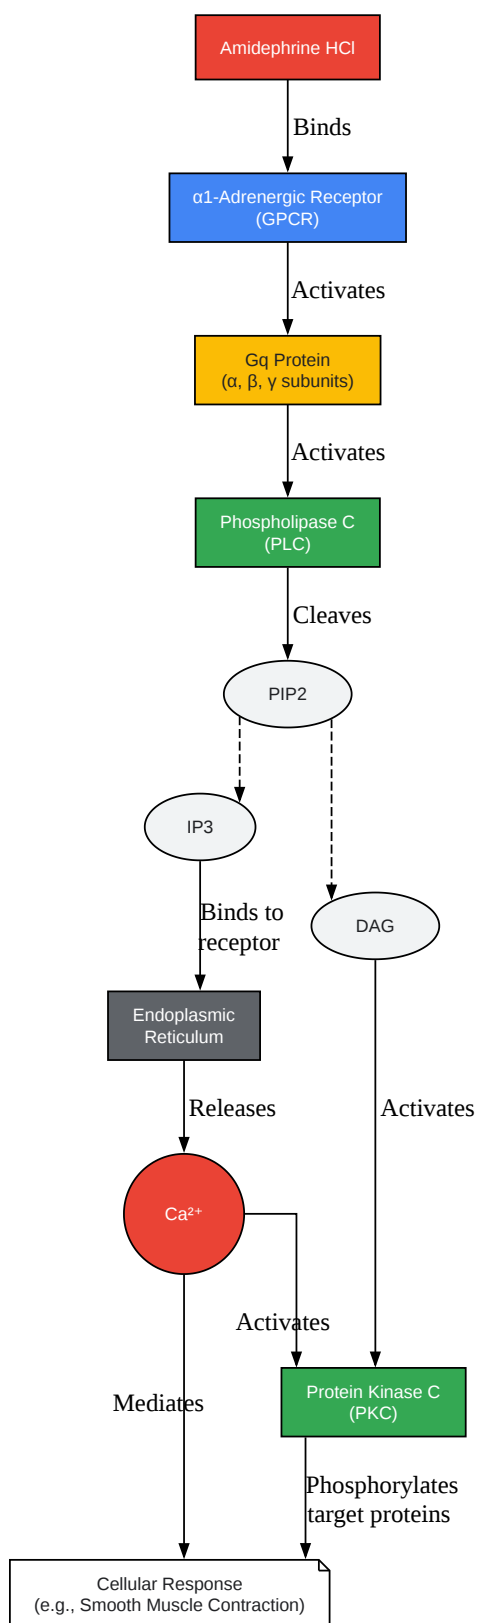 Amidephrine HCl
Binds
α1-Adrenergic Receptor
(GPCR)
Activates
Gq Protein
(α, β, γ subunits)
Activates
Phospholipase C
(PLC)
Cleaves
PIP2
IP3
Binds to
receptor
DAG
Endoplasmic
Reticulum
Releases
Activates
Ca²⁺
Activates
Protein Kinase C
(PKC)
Mediates
Phosphorylates
target proteins
Cellular Response
(e.g., Smooth Muscle Contraction)